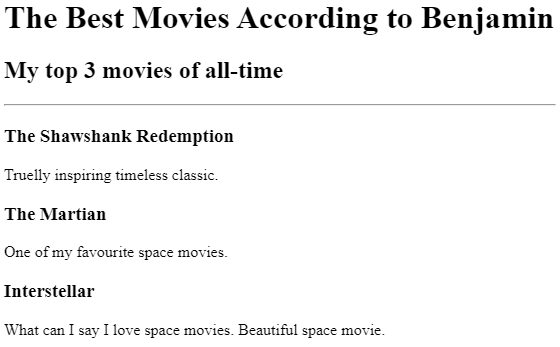 The Best Movies According to Benjamin
My top 3 movies of all-time
The Shawshank Redemption
Truelly inspiring timeless classic.
The Martian
One of my favourite space movies.
Interstellar
What can I say I love space movies. Beautiful space movie.